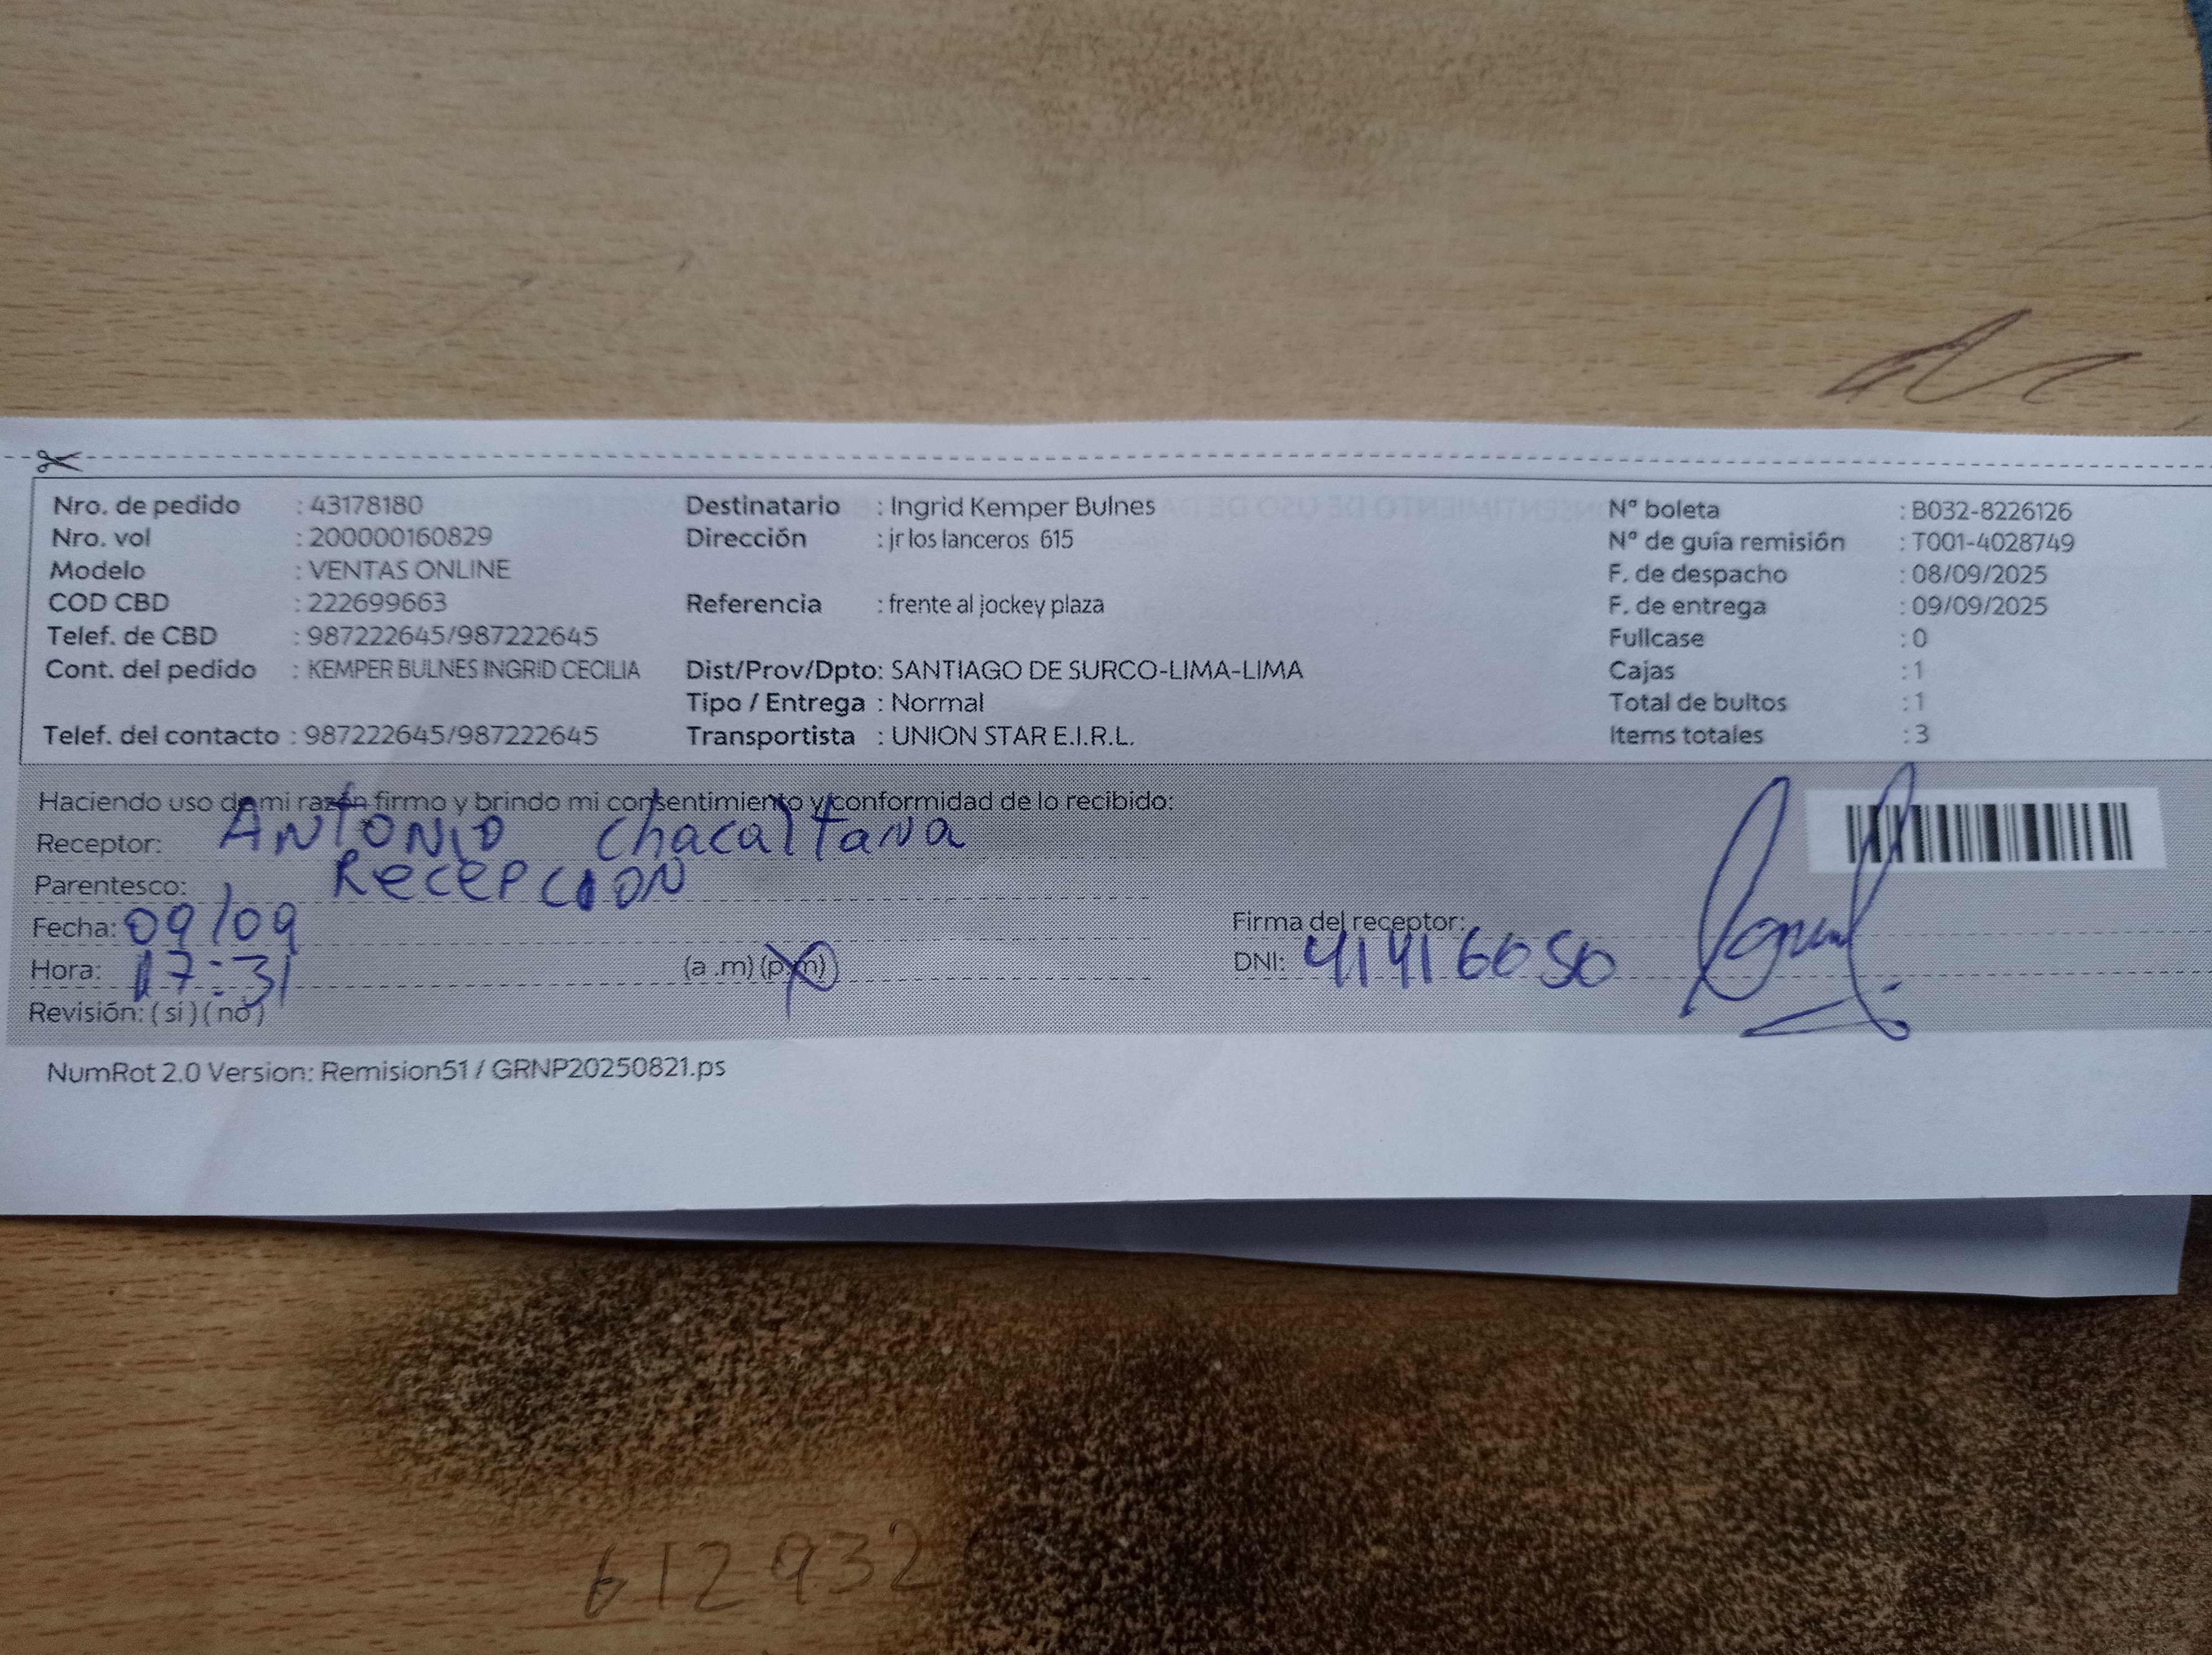 Nro. de pedido : 43178180 Destinatario : Ingrid Kemper Bulnes N° boleta : B032-8226126
Nro. vol : 200000160829 Dirección : jr los lanceros 615 N° de guía remisión : T001-4028749
Modelo : VENTAS ONLINE F. de despacho : 08/09/2025
COD CBD : 222699663 Referencia : frente al jockey plaza F. de entrega : 09/09/2025
Telef. de CBD : 987222645/987222645 Fullcase : 0
Cont. del pedido : KEMPER BULNES INGRID CECILIA Dist/Prov/Dpto: SANTIAGO DE SURCO-LIMA-LIMA Cajas : 1
Tipo / Entrega : Normal Total de bultos : 1
Telef. del contacto : 987222645/987222645 Transportista : UNION STAR E.I.R.L. Items totales : 3
Haciendo uso de mi razón firmo y brindo mi consentimiento y conformidad de lo recibido:
Receptor: ANTONIO chacaltana
Parentesco: Recepcion
Fecha: 09/09 Firma del receptor:
Hora: 17:31 (a .m) (p.m) DNI: 41416050
Revisión: ( si ) ( no )
NumRot 2.0 Version: Remision51 / GRNP20250821.ps
612932